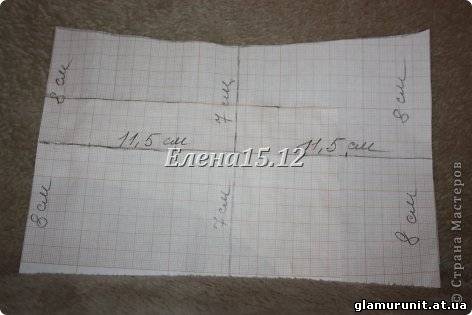 8 см
7 см
8 см
11,5 см
11,5 см
Елена15.12
8 см
7 см
8 см
© Страна Мастеров
glamurunit.at.ua